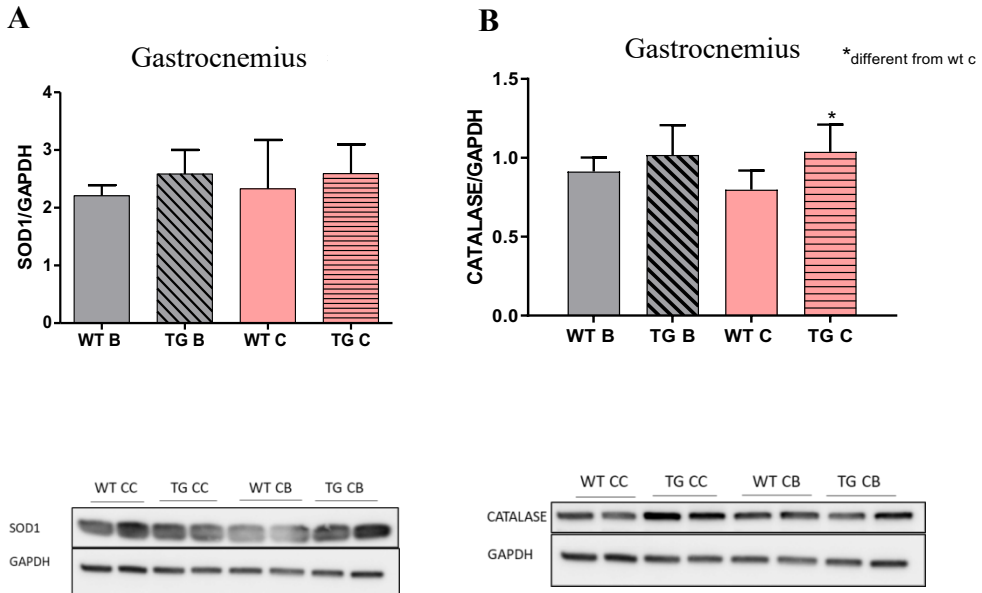 A
Gastrocnemius
SOD1/GAPDH
4
3
2
1
0
WT B TG B WT C TG C
B
Gastrocnemius
*different from wt c
CATALASE/GAPDH
1.5
1.0
0.5
0.0
*
WT B TG B WT C TG C
WT CC TG CC WT CB TG CB
SOD1
GAPDH
WT CC TG CC WT CB TG CB
CATALASE
GAPDH